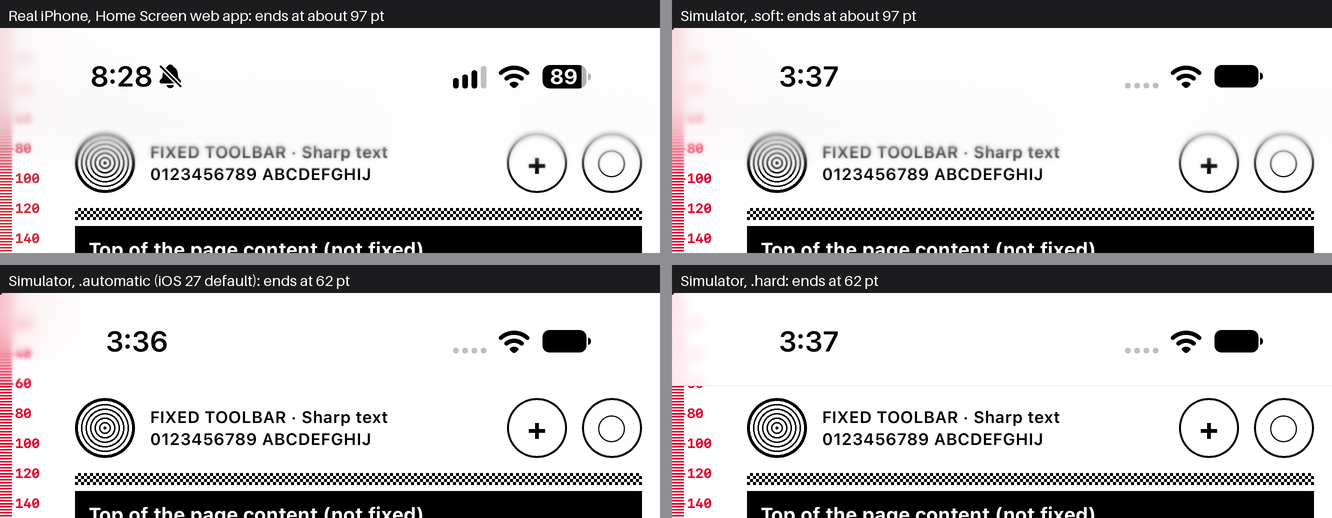 Real iPhone, Home Screen web app: ends at about 97 pt
8:28
89
80
FIXED TOOLBAR · Sharp text
+
100
0123456789 ABCDEFGHIJ
120
140
Top of the page content (not fixed)
Simulator, .soft: ends at about 97 pt
3:37
80
FIXED TOOLBAR · Sharp text
+
100
0123456789 ABCDEFGHIJ
120
140
Top of the page content (not fixed)
Simulator, .automatic (iOS 27 default): ends at 62 pt
3:36
40
60
80
FIXED TOOLBAR · Sharp text
+
100
0123456789 ABCDEFGHIJ
120
140
Top of the page content (not fixed)
Simulator, .hard: ends at 62 pt
3:37
80
FIXED TOOLBAR · Sharp text
+
100
0123456789 ABCDEFGHIJ
120
140
Top of the page content (not fixed)